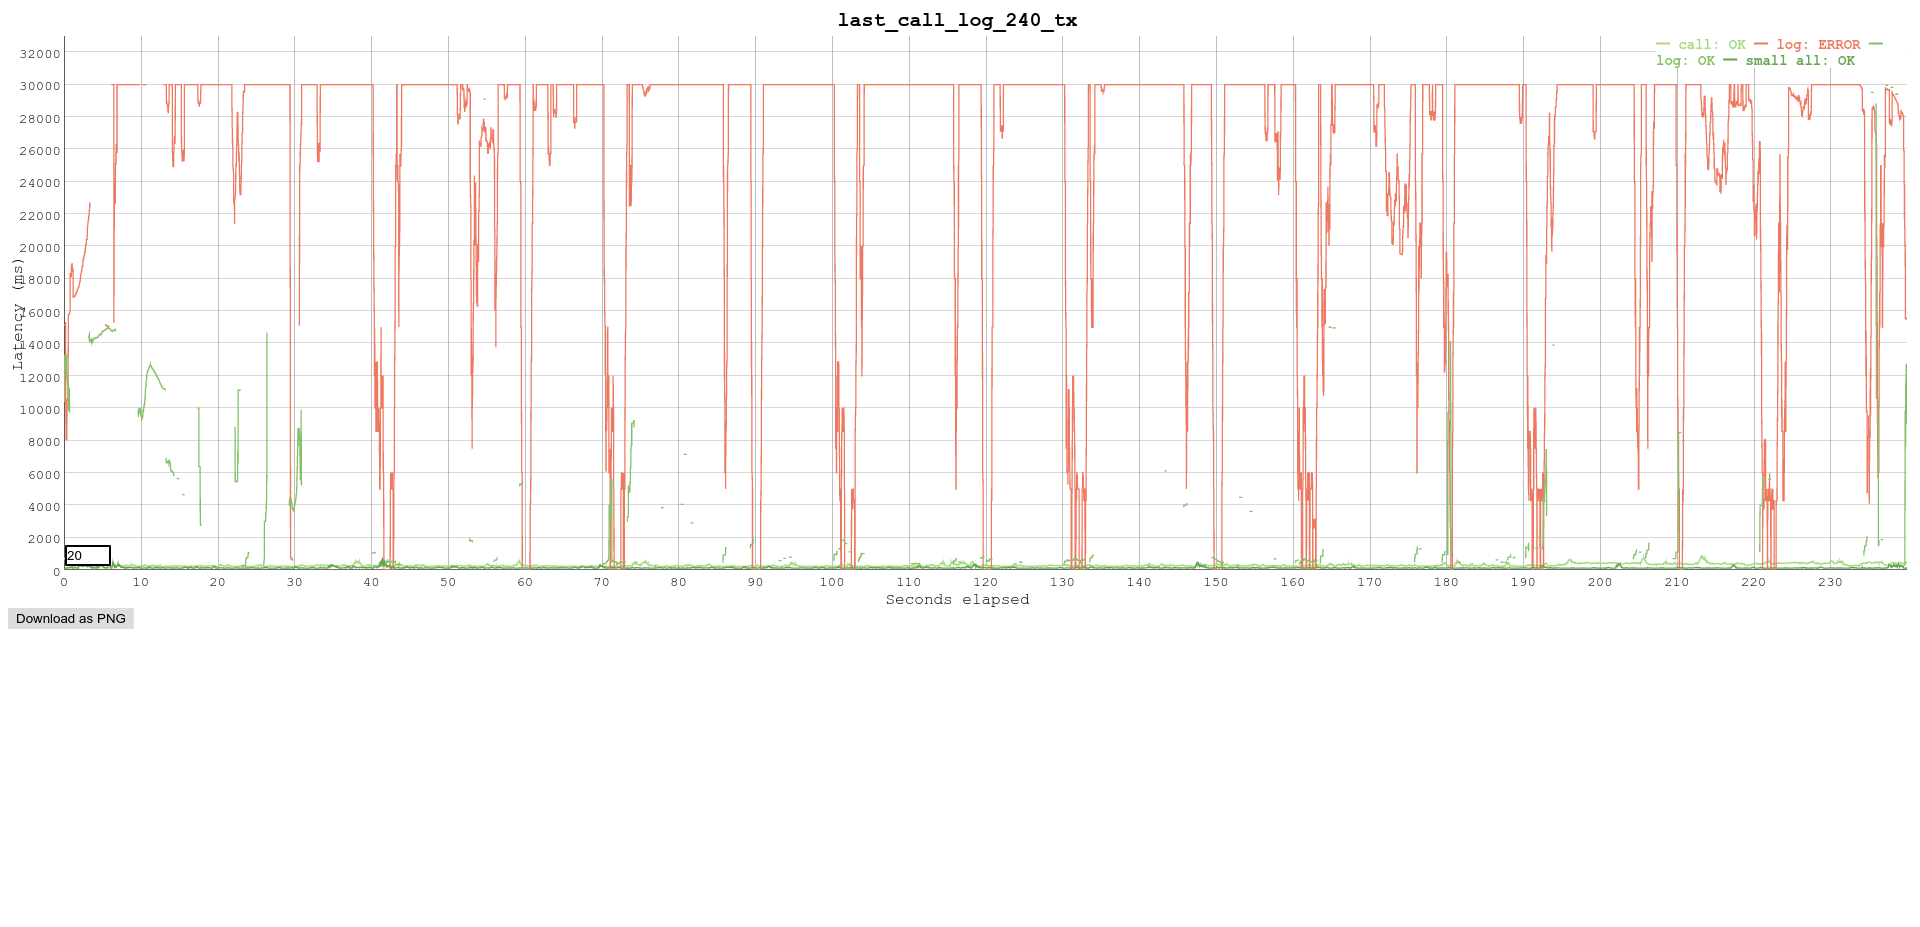 last_call_log_240_tx
call: OK log: ERROR
log: OK small all: OK
32000
30000
28000
26000
24000
22000
20000
18000
16000
14000
12000
10000
8000
6000
4000
2000
0
Latency (ms)
20
0 10 20 30 40 50 60 70 80 90 100 110 120 130 140 150 160 170 180 190 200 210 220 230
Seconds elapsed
Download as PNG